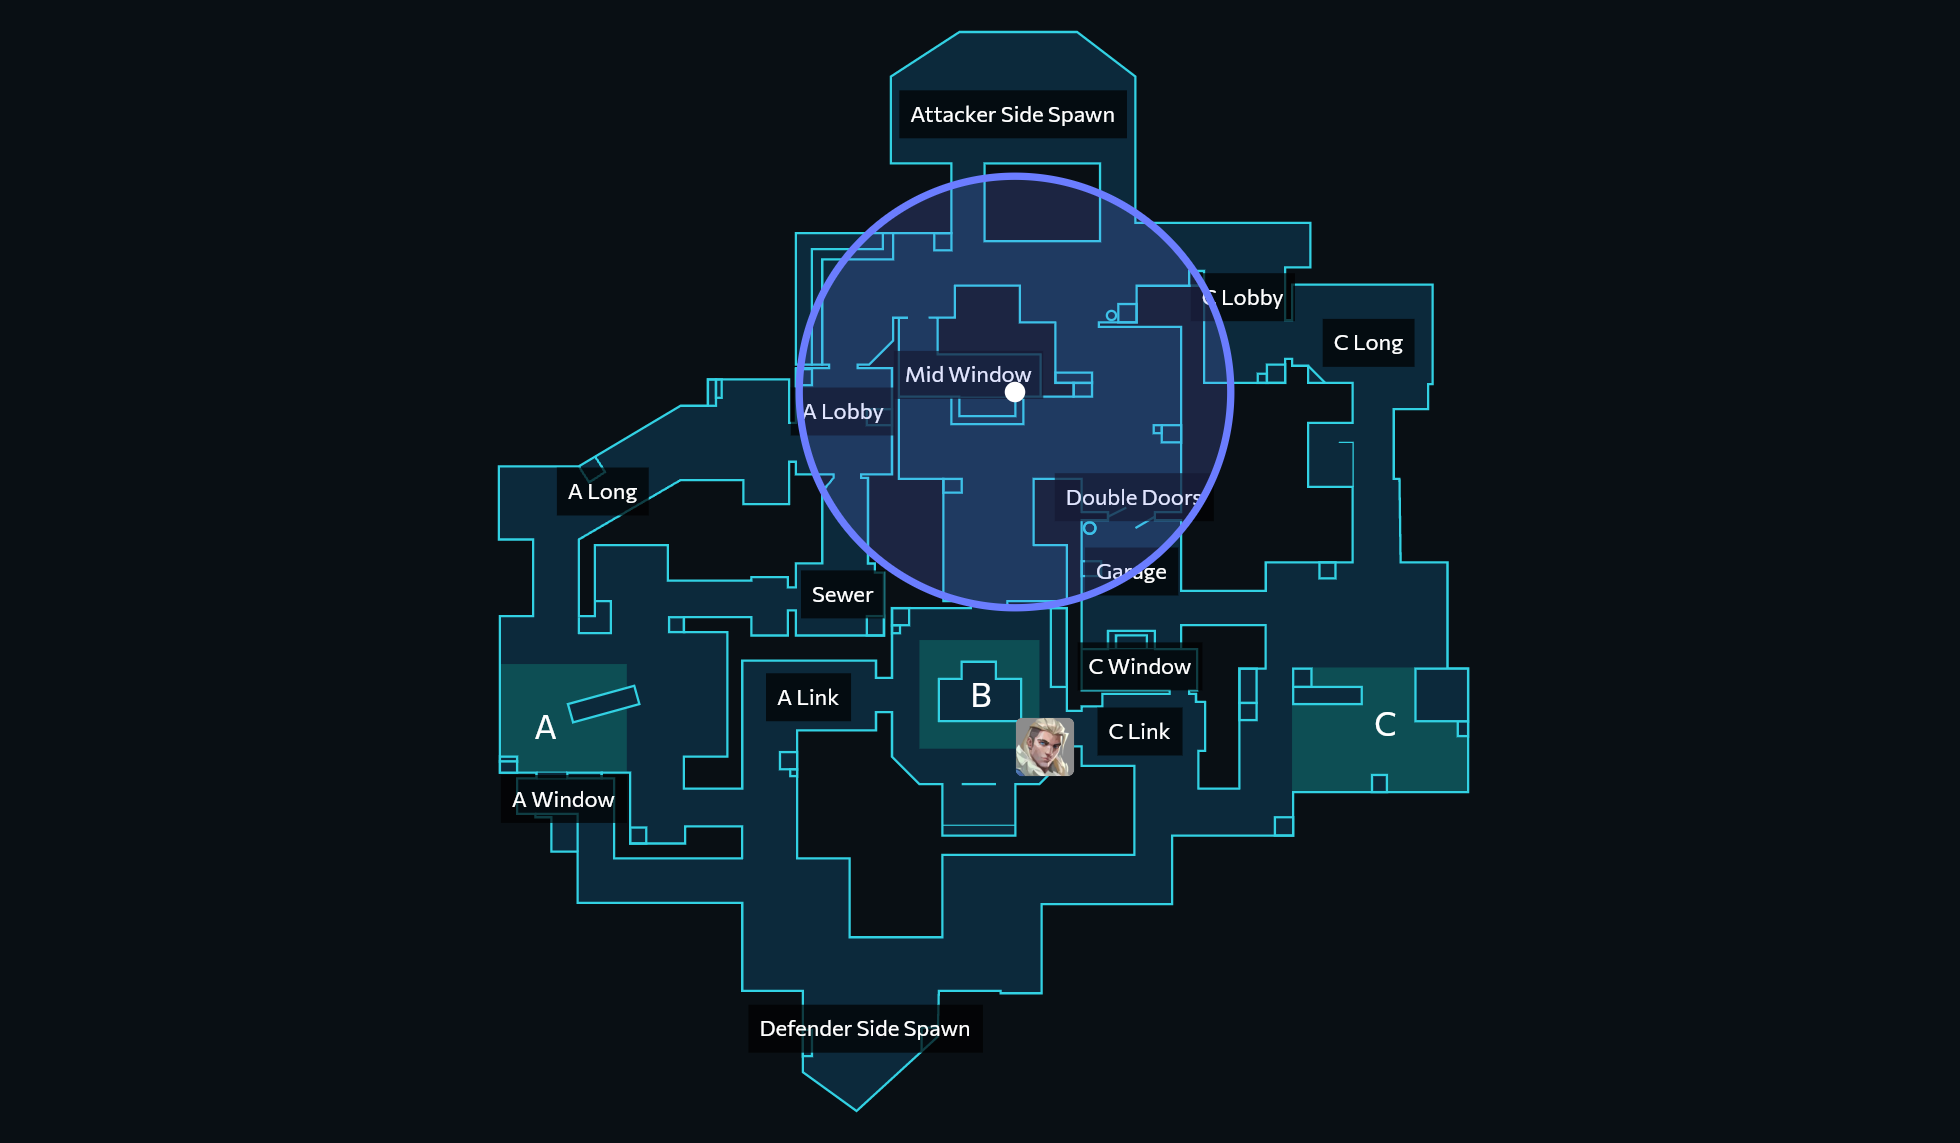 Attacker Side Spawn
C Lobby
C Long
Mid Window
A Lobby
A Long
Double Doors
Garage
Sewer
C Window
A Link
B
A
C Link
C
A Window
Defender Side Spawn